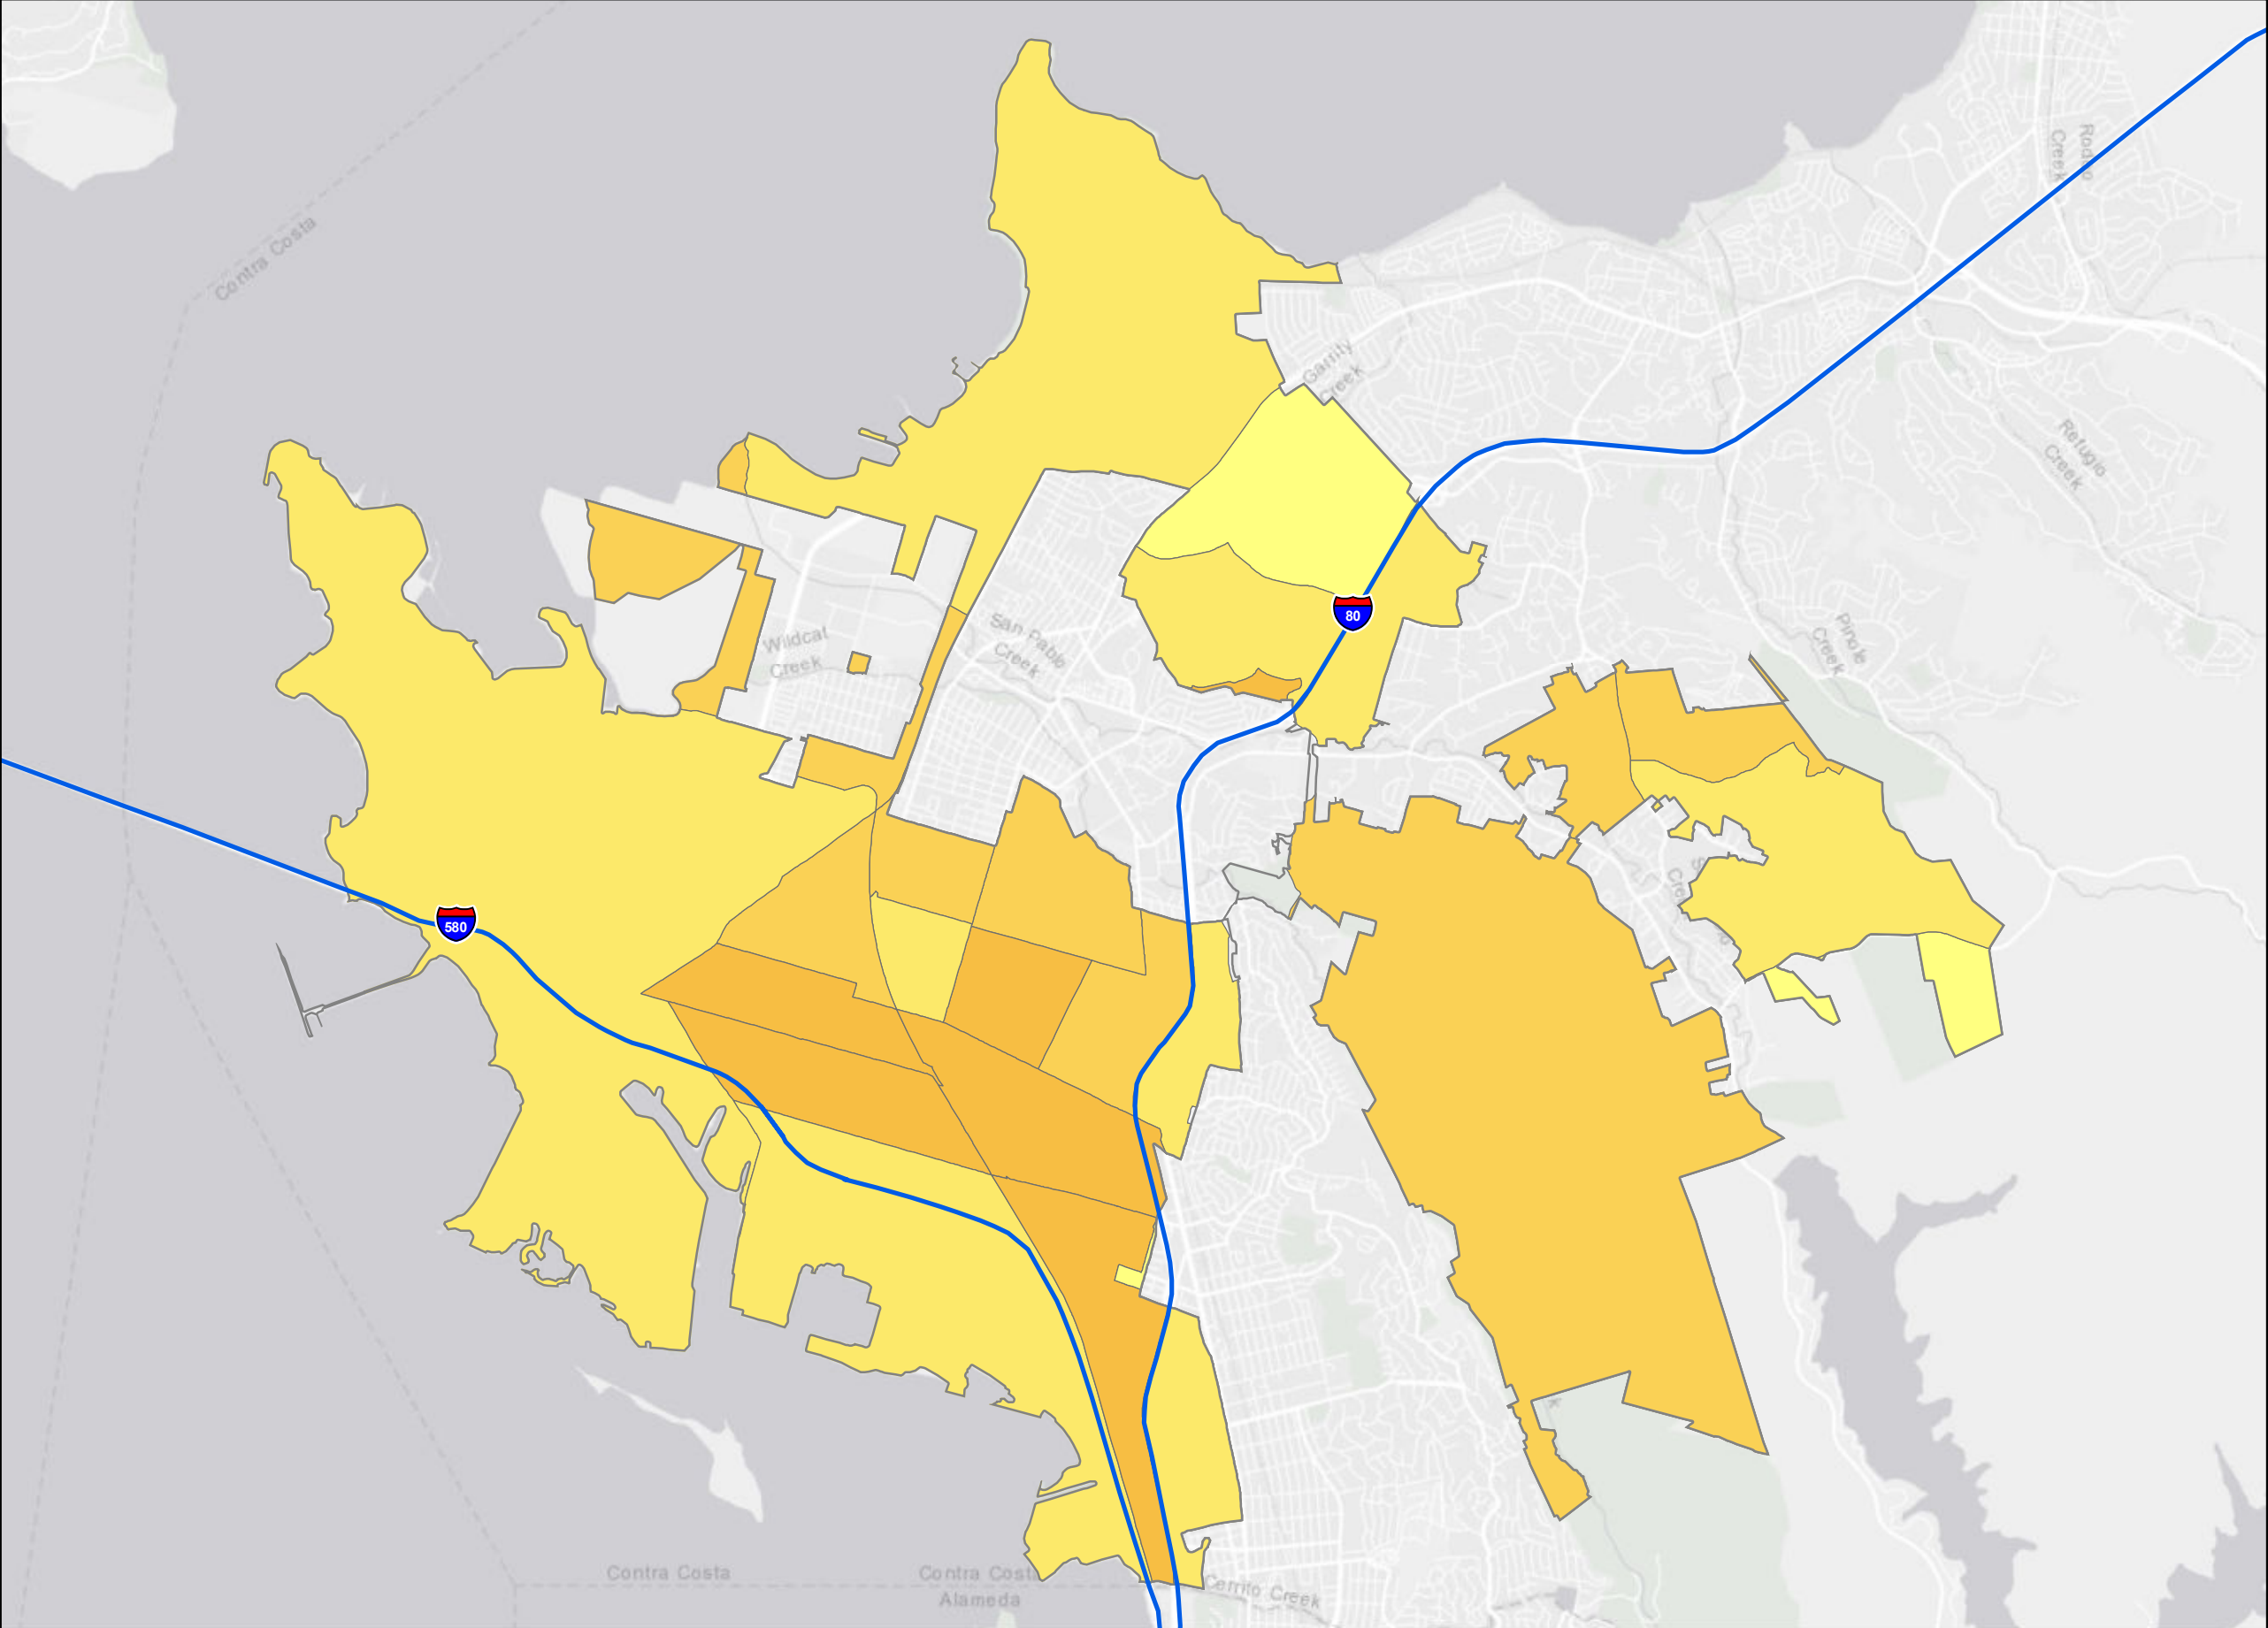 Rodeo
Creek
Contra Costa
Garrity
Creek
Refugio
Creek
80
San Pablo
Creek
Wildcat
Creek
Pinole
Creek
580
Contra Costa
Contra Costa
Alameda
Cerrito Creek